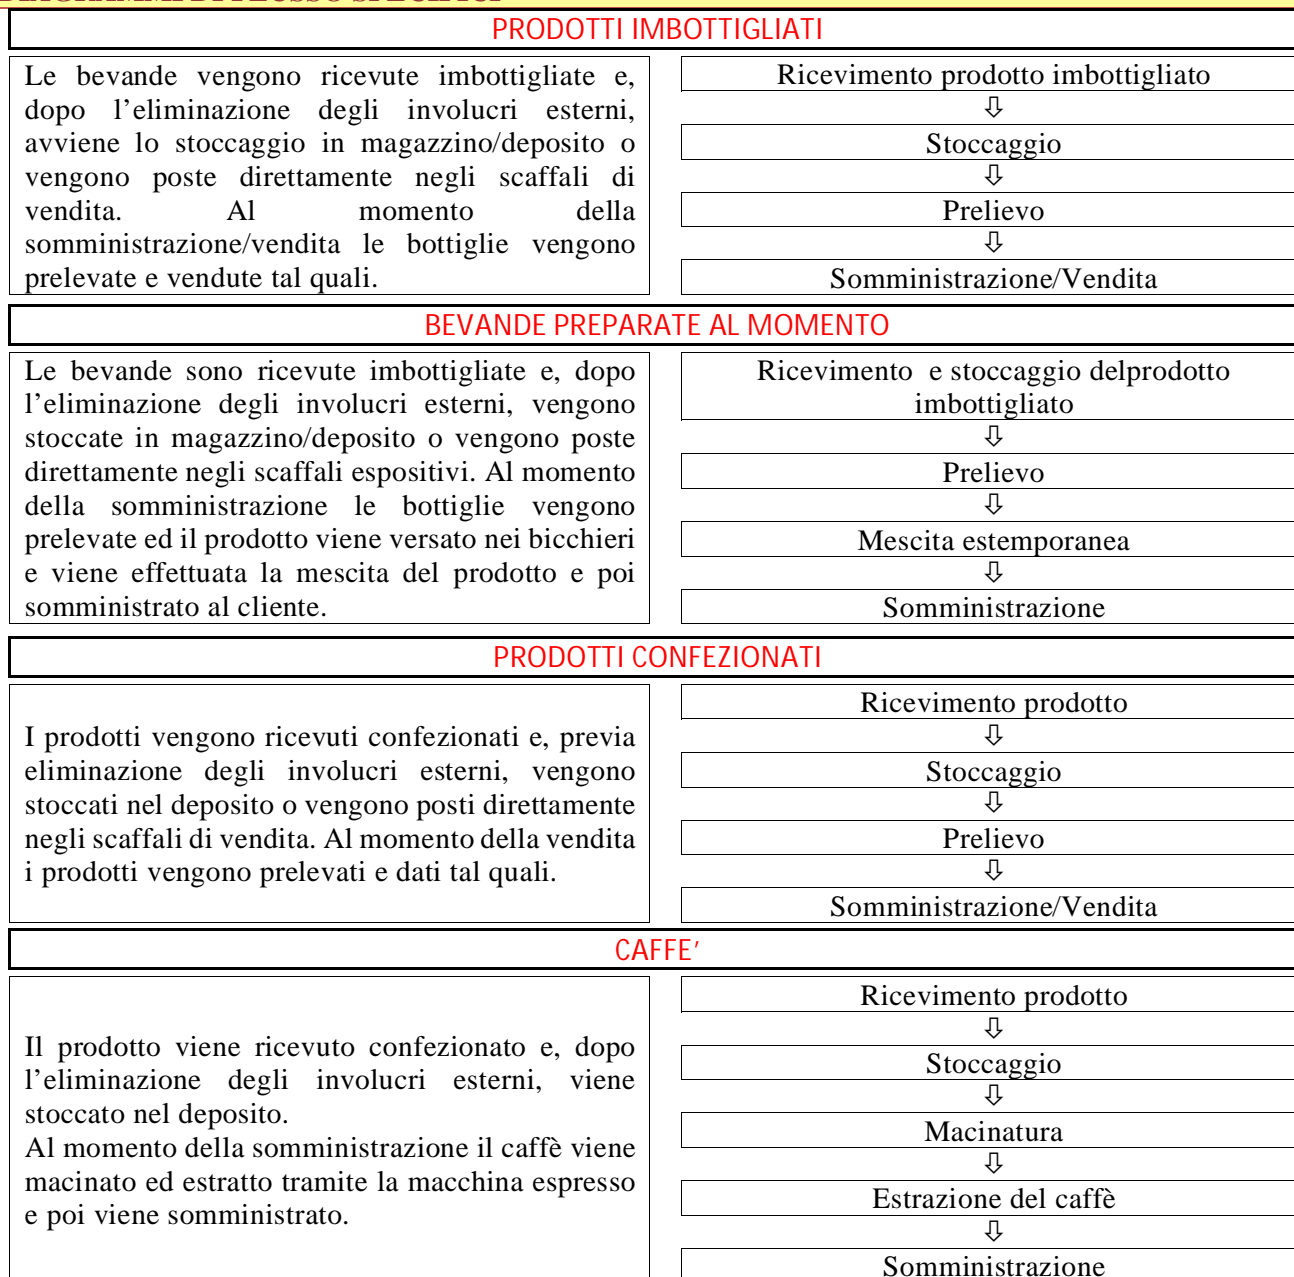 DIAGRAMMI DI FLUSSO SPECIFICI
PRODOTTI IMBOTTIGLIATI
Le bevande vengono ricevute imbottigliate e,
dopo l’eliminazione degli involucri esterni,
avviene lo stoccaggio in magazzino/deposito o
vengono poste direttamente negli scaffali di
vendita. Al momento della
somministrazione/vendita le bottiglie vengono
prelevate e vendute tal quali.
Ricevimento prodotto imbottigliato
⇩
Stoccaggio
⇩
Prelievo
⇩
Somministrazione/Vendita
BEVANDE PREPARATE AL MOMENTO
Le bevande sono ricevute imbottigliate e, dopo
l’eliminazione degli involucri esterni, vengono
stoccate in magazzino/deposito o vengono poste
direttamente negli scaffali espositivi. Al momento
della somministrazione le bottiglie vengono
prelevate ed il prodotto viene versato nei bicchieri
e viene effettuata la mescita del prodotto e poi
somministrato al cliente.
Ricevimento e stoccaggio delprodotto
imbottigliato
⇩
Prelievo
⇩
Mescita estemporanea
⇩
Somministrazione
PRODOTTI CONFEZIONATI
I prodotti vengono ricevuti confezionati e, previa
eliminazione degli involucri esterni, vengono
stoccati nel deposito o vengono posti direttamente
negli scaffali di vendita. Al momento della vendita
i prodotti vengono prelevati e dati tal quali.
Ricevimento prodotto
⇩
Stoccaggio
⇩
Prelievo
⇩
Somministrazione/Vendita
CAFFE’
Il prodotto viene ricevuto confezionato e, dopo
l’eliminazione degli involucri esterni, viene
stoccato nel deposito.
Al momento della somministrazione il caffè viene
macinato ed estratto tramite la macchina espresso
e poi viene somministrato.
Ricevimento prodotto
⇩
Stoccaggio
⇩
Macinatura
⇩
Estrazione del caffè
⇩
Somministrazione